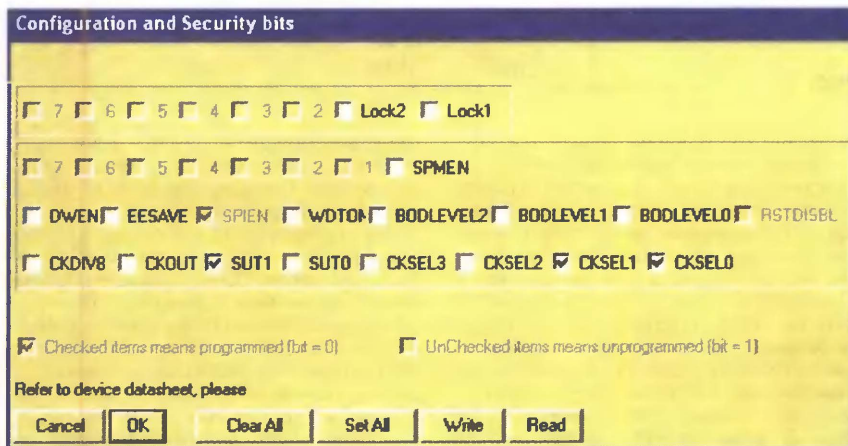 Configuration and Security bits
7 6 5 4 3 2 Lock2 Lock1
7 6 5 4 3 2 1 SPMEN
DWEN EESAVE SPIEN WDTON BODLEVEL2 BODLEVEL1 BODLEVEL0 RSTDISBL
CKDIV8 CKOUT SUT1 SUT0 CKSEL3 CKSEL2 CKSEL1 CKSEL0
Checked items means programmed (bit = 0) UnChecked items means unprogrammed (bit = 1)
Refer to device datasheet, please
Cancel OK Clear All Set All Write Read